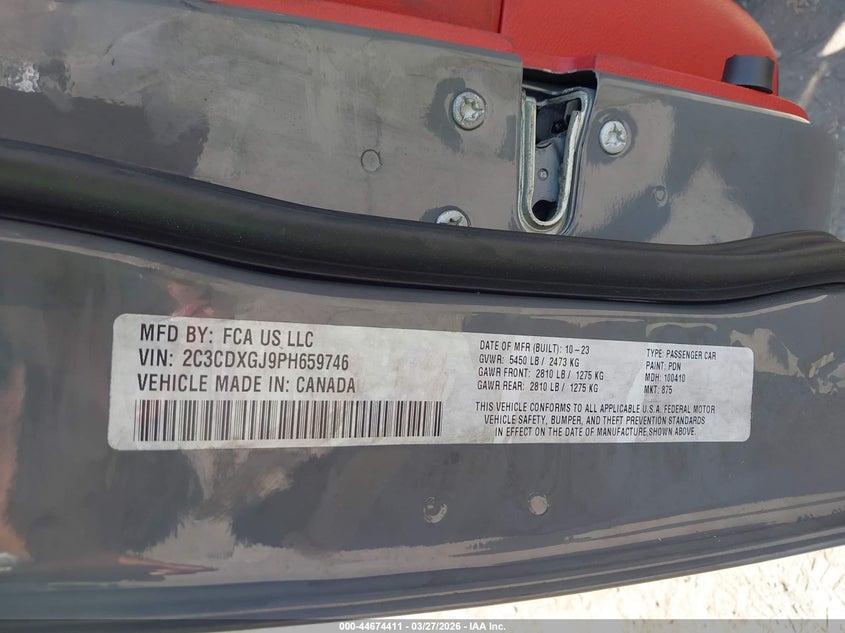 MFD BY: FCA US LLC
VIN: 2C3CDXGJ9PH659746
VEHICLE MADE IN: CANADA
DATE OF MFR (BUILT): 10-23
GVWR: 5450 LB / 2473 KG
GAWR FRONT: 2810 LB / 1275 KG
GAWR REAR: 2810 LB / 1275 KG
TYPE: PASSENGER CAR
PAINT: PDN
MDH: 100410
MKT: 875
THIS VEHICLE CONFORMS TO ALL APPLICABLE U.S.A. FEDERAL MOTOR
VEHICLE SAFETY, BUMPER, AND THEFT PREVENTION STANDARDS
IN EFFECT ON THE DATE OF MANUFACTURE SHOWN ABOVE.
000-44674411 - 03/27/2026 - IAA Inc.